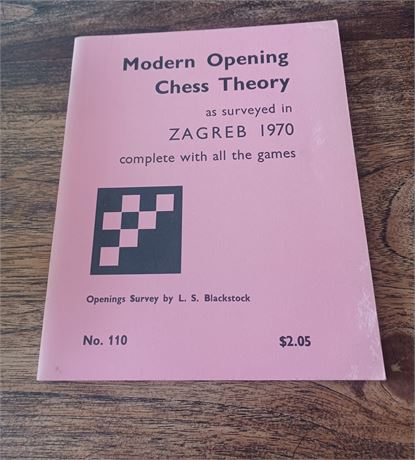 Modern Opening
Chess Theory
as surveyed in
ZAGREB 1970
complete with all the games
Openings Survey by L. S. Blackstock
No. 110 $2.05